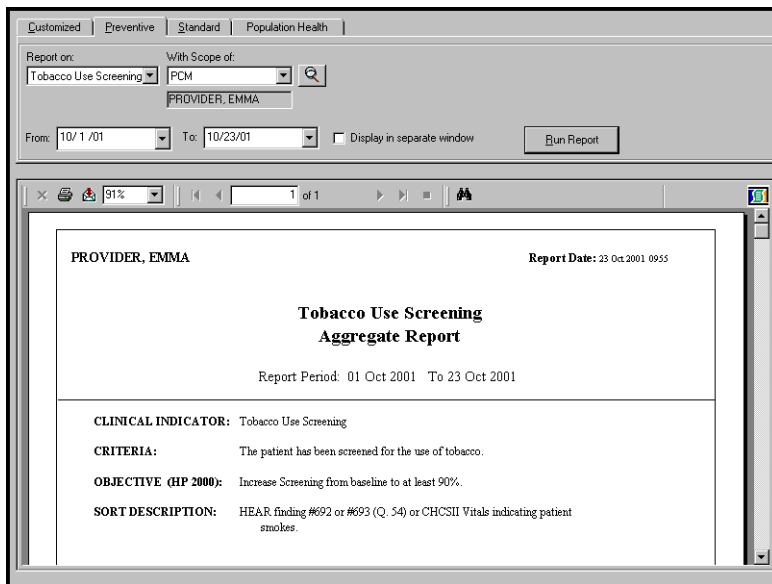 Customized Preventive Standard Population Health
Report on: With Scope of:
Tobacco Use Screening PCM
PROVIDER, EMMA
From: 10/ 1 /01 To: 10/23/01 Display in separate window Run Report
91% 1 of 1
PROVIDER, EMMA Report Date: 23 Oct 2001 0955
Tobacco Use Screening
Aggregate Report
Report Period: 01 Oct 2001 To 23 Oct 2001
CLINICAL INDICATOR: Tobacco Use Screening
CRITERIA: The patient has been screened for the use of tobacco.
OBJECTIVE (HP 2000): Increase Screening from baseline to at least 90%.
SORT DESCRIPTION: HEAR finding #692 or #693 (Q. 54) or CHCSII Vitals indicating patient
smokes.